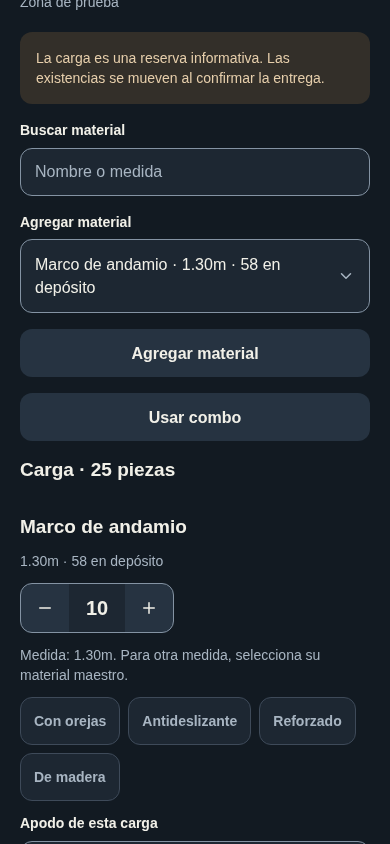 Zona de prueba
La carga es una reserva informativa. Las
existencias se mueven al confirmar la entrega.
Buscar material
Nombre o medida
Agregar material
Marco de andamio · 1.30m · 58 en
depósito
Agregar material
Usar combo
Carga · 25 piezas
Marco de andamio
1.30m · 58 en depósito
− 10 +
Medida: 1.30m. Para otra medida, selecciona su
material maestro.
Con orejas Antideslizante Reforzado
De madera
Apodo de esta carga